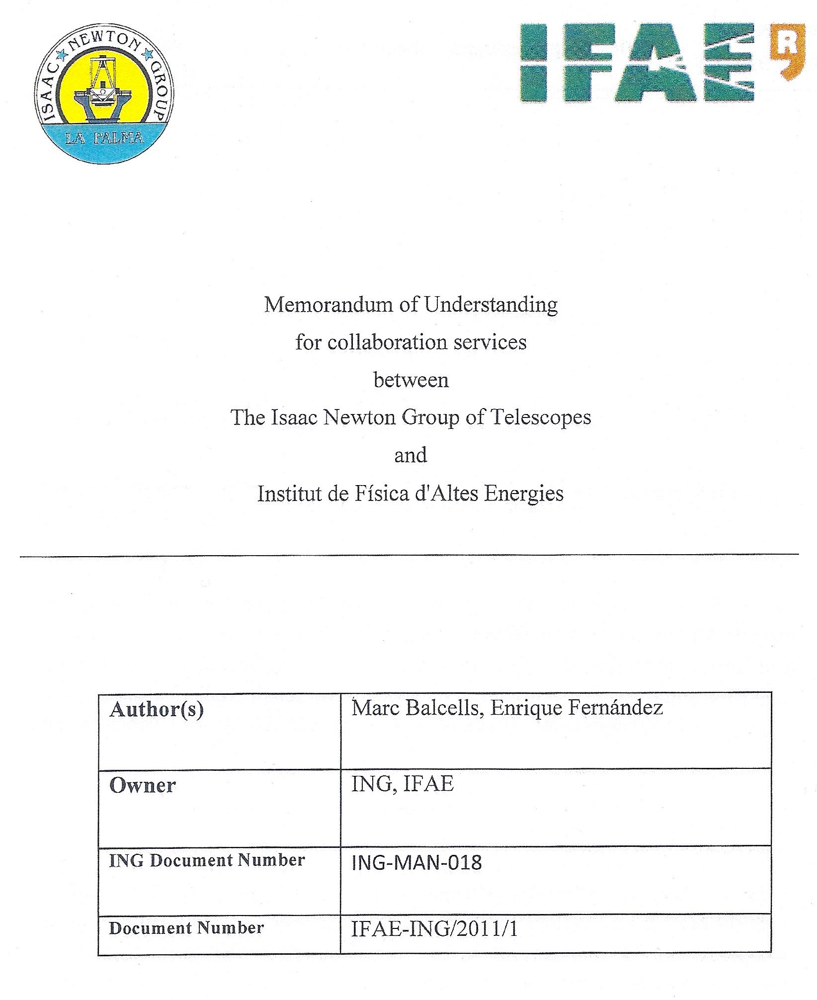 ISAAC NEWTON GROUP
LA PALMA
IFAE R
Memorandum of Understanding
for collaboration services
between
The Isaac Newton Group of Telescopes
and
Institut de Física d'Altes Energies
Author(s) Marc Balcells, Enrique Fernández
Owner ING, IFAE
ING Document Number ING-MAN-018
Document Number IFAE-ING/2011/1